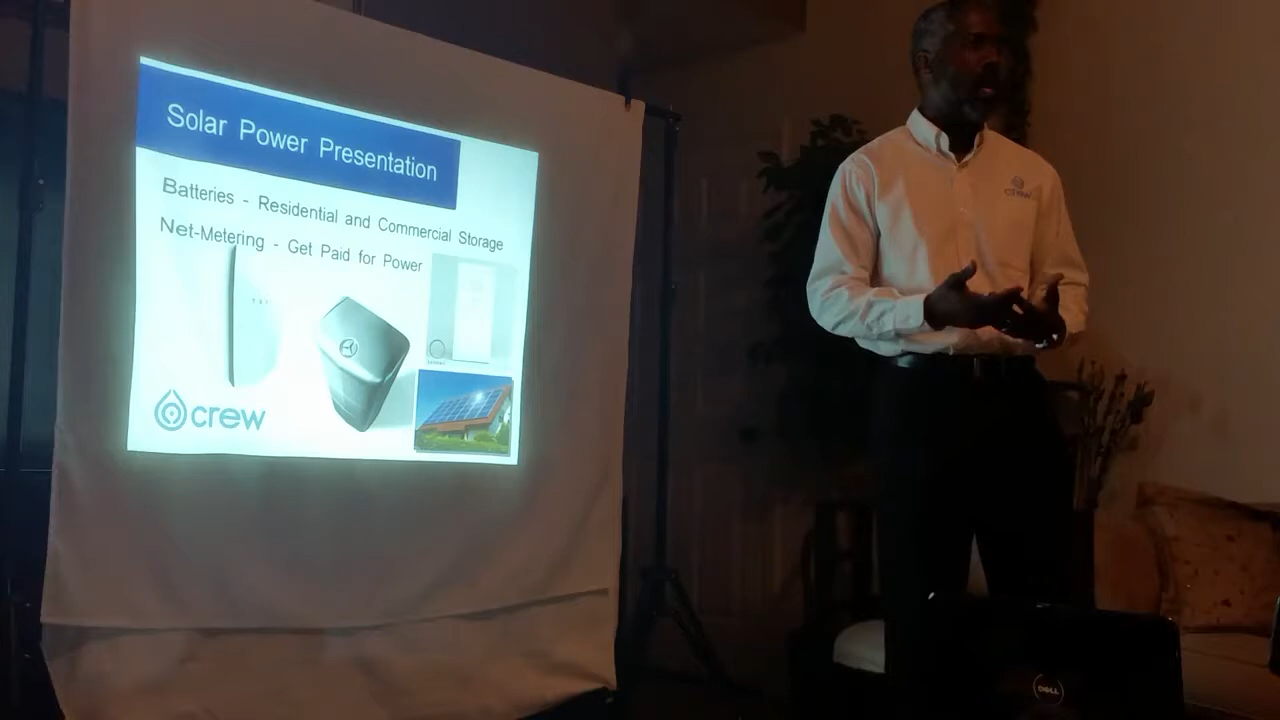 Solar Power Presentation
Batteries - Residential and Commercial Storage
Net-Metering - Get Paid for Power
crew
crew
DELL